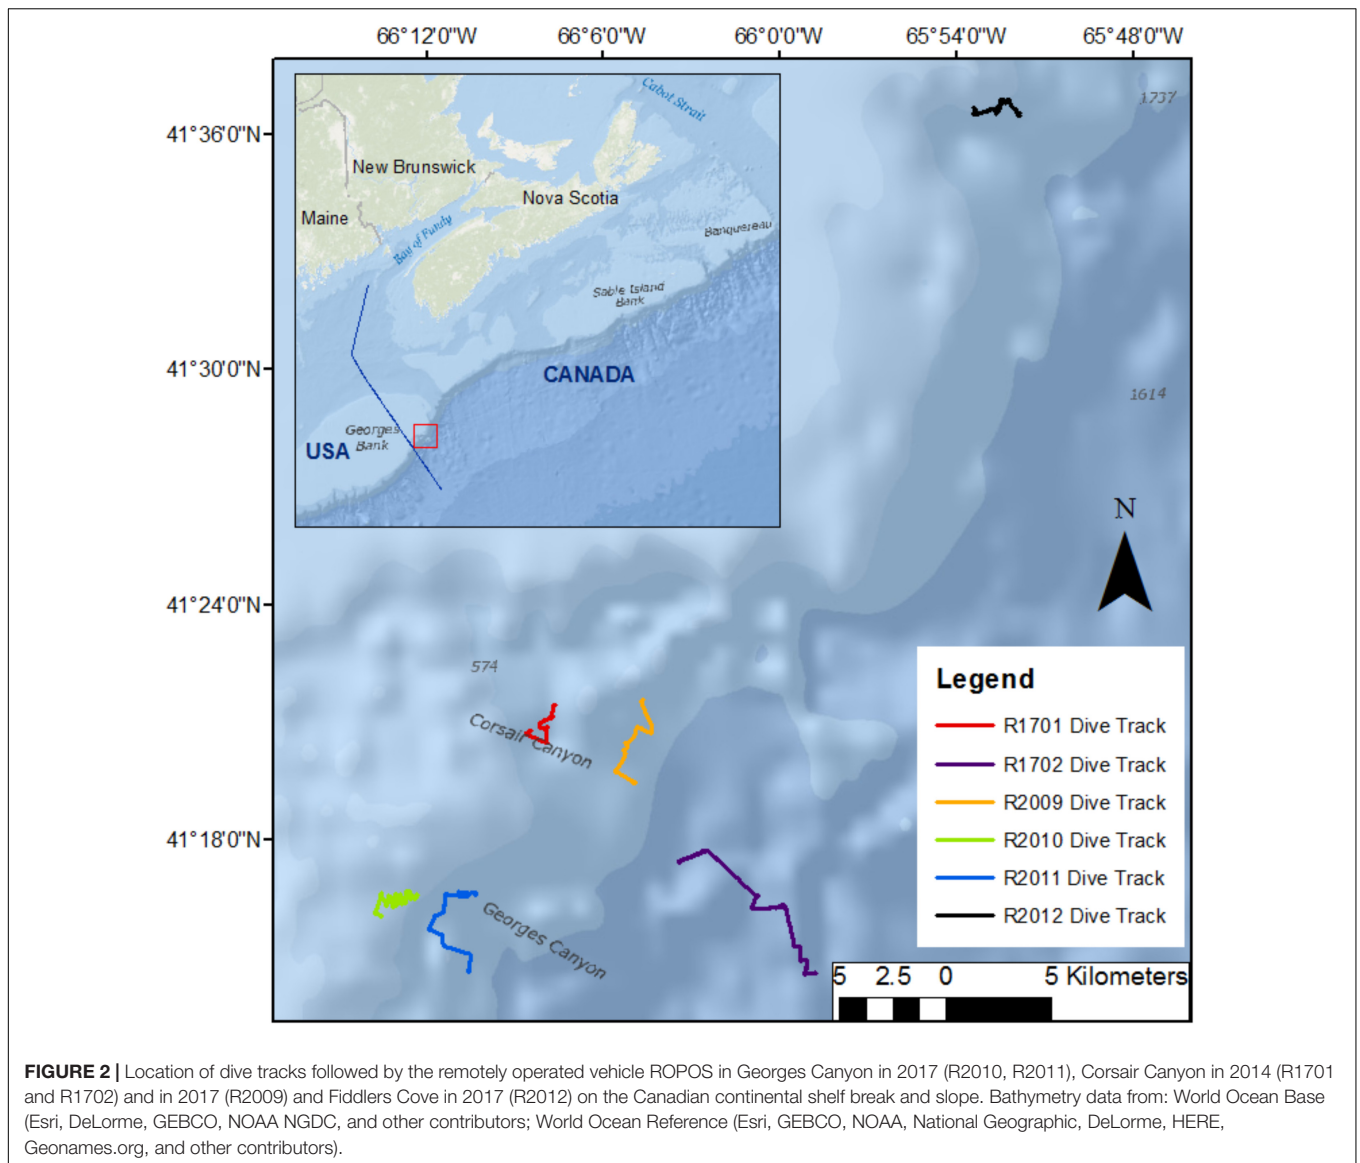 66°12'0"W 66°6'0"W 66°0'0"W 65°54'0"W 65°48'0"W
41°36'0"N
41°30'0"N
41°24'0"N
41°18'0"N
Cabot Strait
New Brunswick
Nova Scotia
Maine
Bay of Fundy
Banquereau
Sable Island
Bank
CANADA
Georges
Bank
USA
1737
1614
N
574
Corsair Canyon
Georges Canyon
Legend
R1701 Dive Track
R1702 Dive Track
R2009 Dive Track
R2010 Dive Track
R2011 Dive Track
R2012 Dive Track
5 2.5 0 5 Kilometers
FIGURE 2 | Location of dive tracks followed by the remotely operated vehicle ROPOS in Georges Canyon in 2017 (R2010, R2011), Corsair Canyon in 2014 (R1701
and R1702) and in 2017 (R2009) and Fiddlers Cove in 2017 (R2012) on the Canadian continental shelf break and slope. Bathymetry data from: World Ocean Base
(Esri, DeLorme, GEBCO, NOAA NGDC, and other contributors; World Ocean Reference (Esri, GEBCO, NOAA, National Geographic, DeLorme, HERE,
Geonames.org, and other contributors).